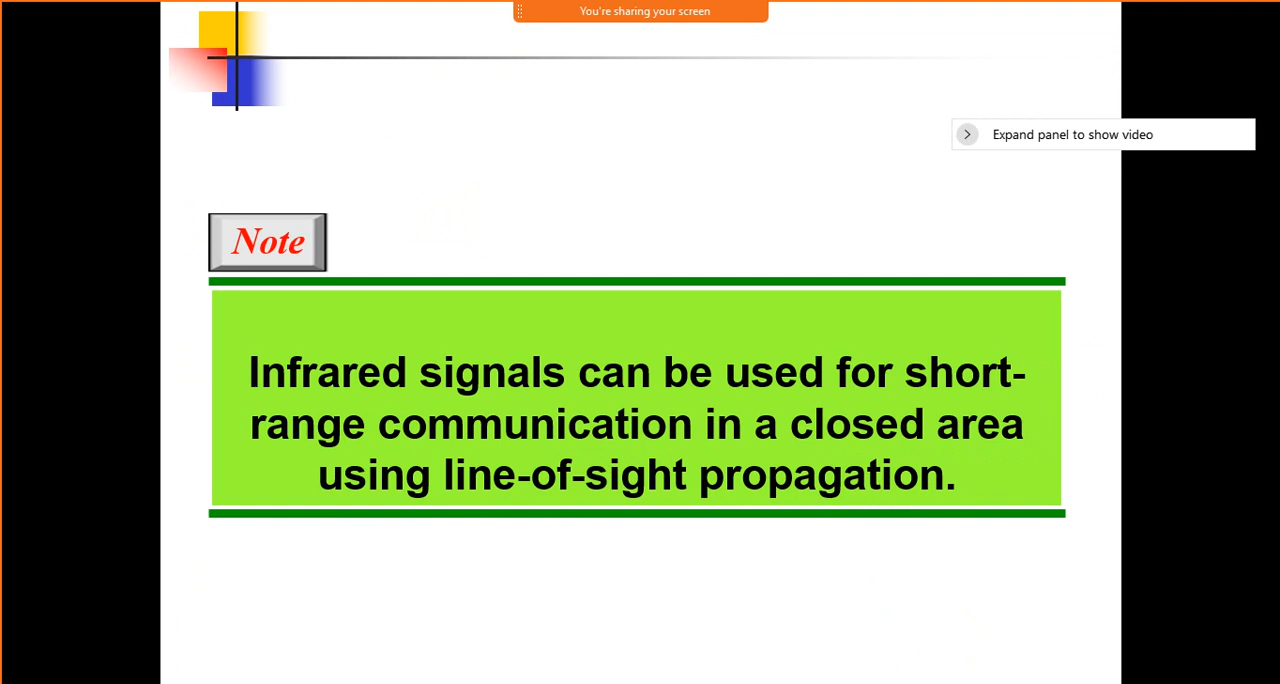 You're sharing your screen
Expand panel to show video
Note
Infrared signals can be used for short-
range communication in a closed area
using line-of-sight propagation.